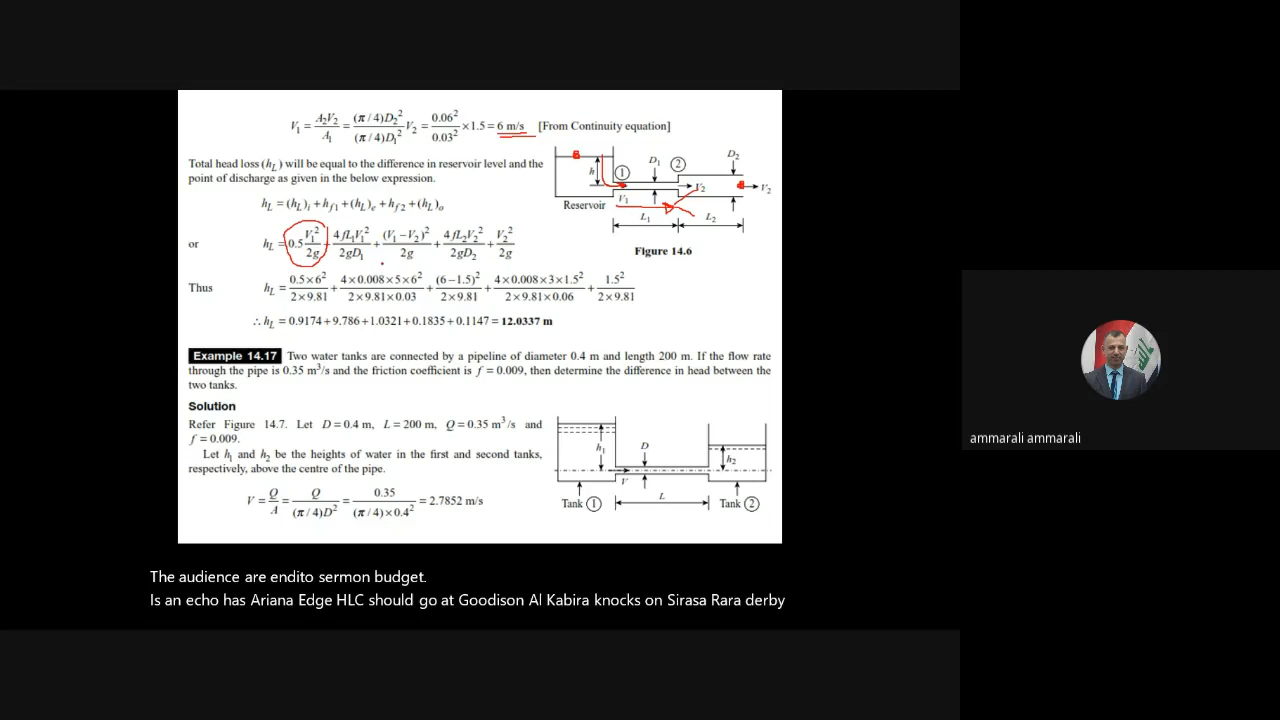 V₁ = A₂V₂/A₁ = (π/4)D₂²/(π/4)D₁² V₂ = 0.06²/0.03² × 1.5 = 6 m/s [From Continuity equation]
Total head loss (h_L) will be equal to the difference in reservoir level and the
point of discharge as given in the below expression.
h_L = (h_L)_i + h_f1 + (h_L)_e + h_f2 + (h_L)_o
or h_L = 0.5 V₁²/2g + 4fL₁V₁²/2gD₁ + (V₁−V₂)²/2g + 4fL₂V₂²/2gD₂ + V₂²/2g
Thus h_L = 0.5×6²/2×9.81 + 4×0.008×5×6²/2×9.81×0.03 + (6−1.5)²/2×9.81 + 4×0.008×3×1.5²/2×9.81×0.06 + 1.5²/2×9.81
∴ h_L = 0.9174+9.786+1.0321+0.1835+0.1147 = 12.0337 m
h
1
D₁
2
D₂
V₂
V₂
Reservoir
V₁
L₁
L₂
Figure 14.6
Example 14.17 Two water tanks are connected by a pipeline of diameter 0.4 m and length 200 m. If the flow rate
through the pipe is 0.35 m³/s and the friction coefficient is f = 0.009, then determine the difference in head between the
two tanks.
Solution
Refer Figure 14.7. Let D = 0.4 m, L = 200 m, Q = 0.35 m³/s and
f = 0.009.
Let h₁ and h₂ be the heights of water in the first and second tanks,
respectively, above the centre of the pipe.
V = Q/A = Q/(π/4)D² = 0.35/(π/4)×0.4² = 2.7852 m/s
h₁
D
h₂
V
L
Tank 1
Tank 2
ammarali ammarali
The audience are endito sermon budget.
Is an echo has Ariana Edge HLC should go at Goodison Al Kabira knocks on Sirasa Rara derby